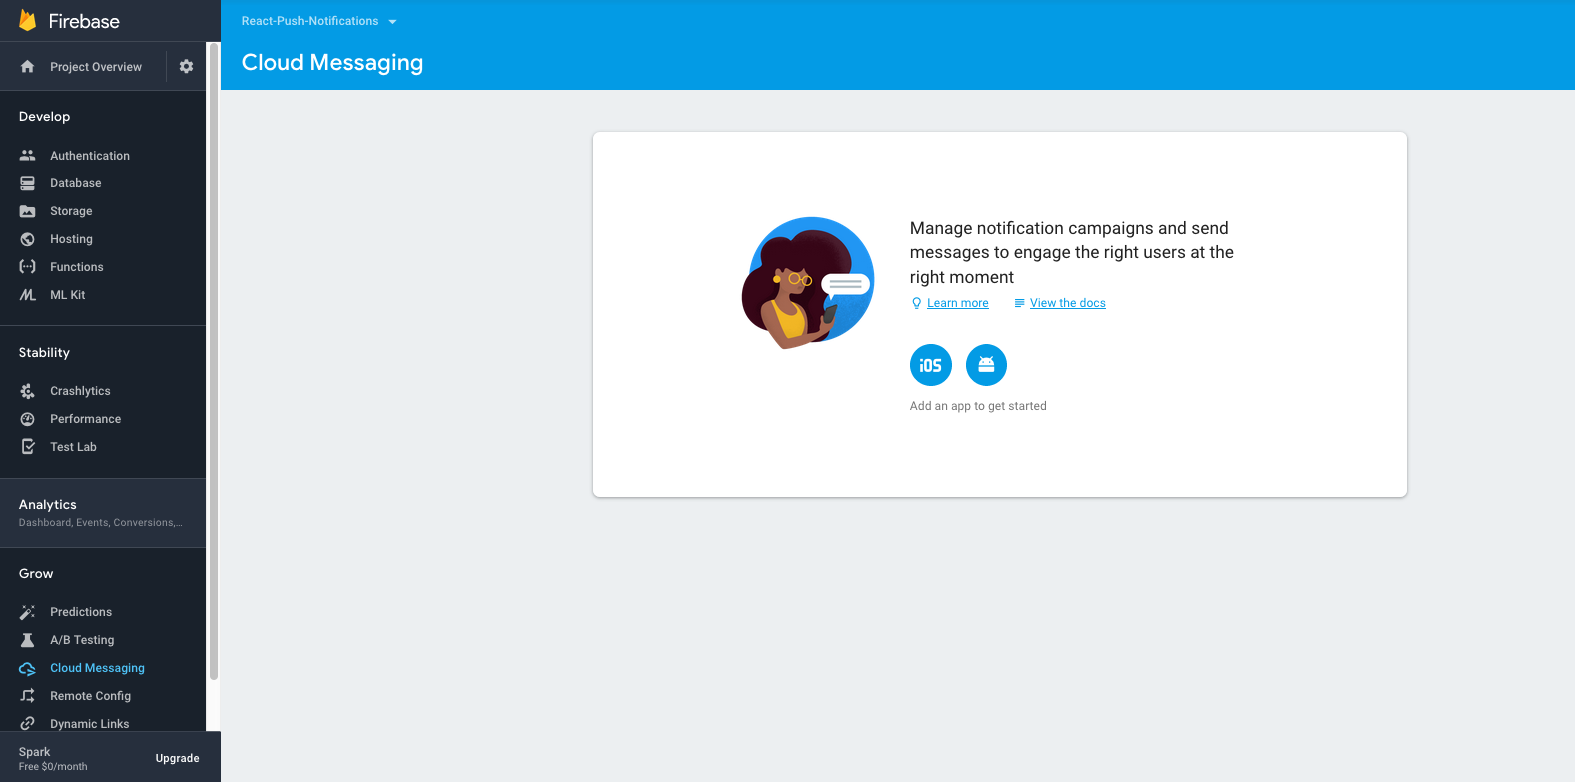 Firebase
Project Overview
Develop
Authentication
Database
Storage
Hosting
Functions
ML Kit
Stability
Crashlytics
Performance
Test Lab
Analytics
Dashboard, Events, Conversions,...
Grow
Predictions
A/B Testing
Cloud Messaging
Remote Config
Dynamic Links
Spark
Free $0/month
Upgrade
React-Push-Notifications
Cloud Messaging
Manage notification campaigns and send
messages to engage the right users at the
right moment
Learn more View the docs
iOS
Add an app to get started